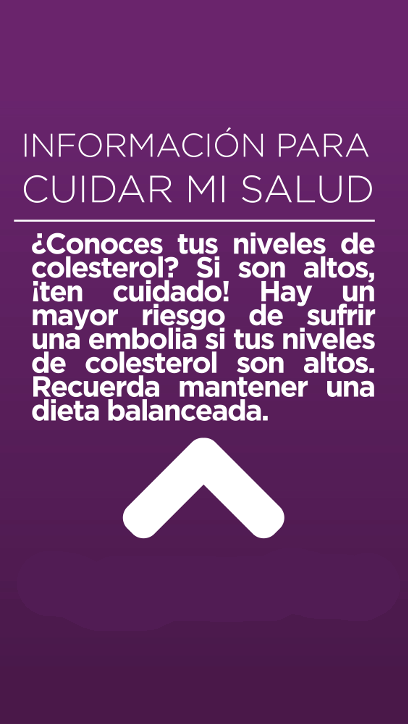 INFORMACIÓN PARA
CUIDAR MI SALUD
¿Conoces tus niveles de
colesterol? Si son altos,
¡ten cuidado! Hay un
mayor riesgo de sufrir
una embolia si tus niveles
de colesterol son altos.
Recuerda mantener una
dieta balanceada.